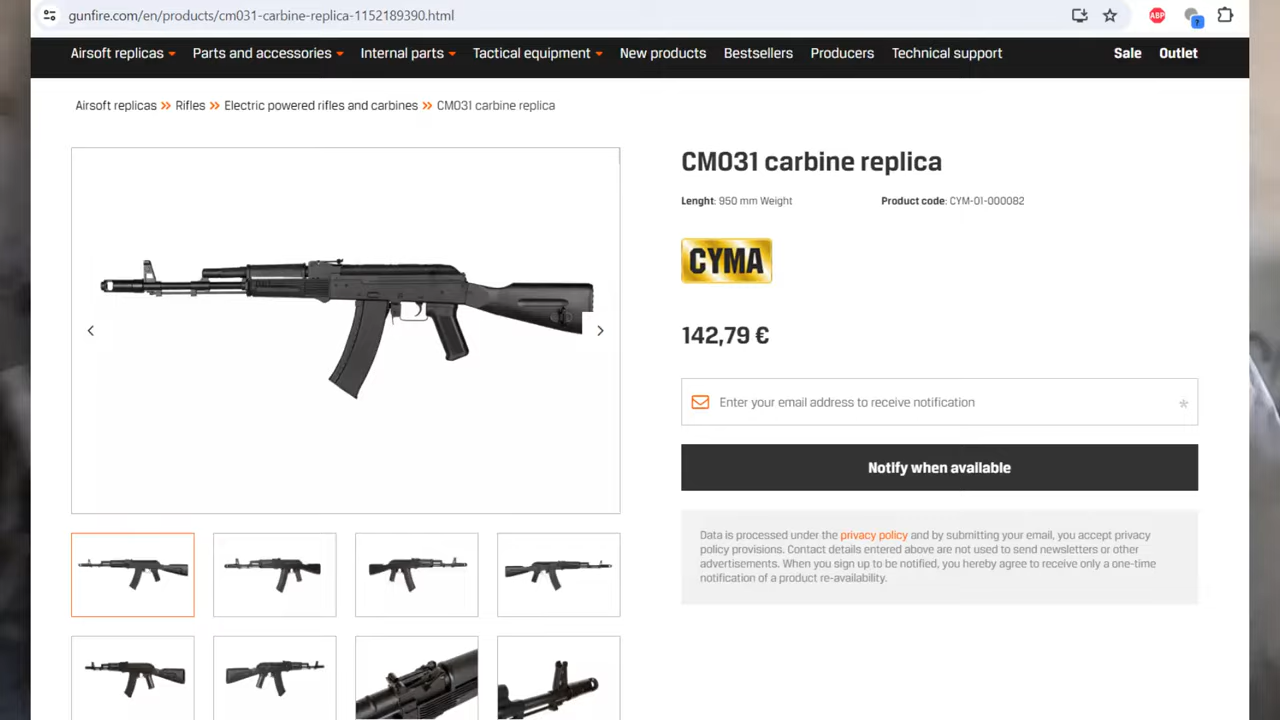 gunfire.com/en/products/cm031-carbine-replica-1152189390.html
ABP
?
Airsoft replicas Parts and accessories Internal parts Tactical equipment New products Bestsellers Producers Technical support Sale Outlet
Airsoft replicas >> Rifles >> Electric powered rifles and carbines >> CM031 carbine replica
CM031 carbine replica
Lenght: 950 mm Weight Product code: CYM-01-000082
CYMA
142,79 €
Enter your email address to receive notification *
Notify when available
Data is processed under the privacy policy and by submitting your email, you accept privacy
policy provisions. Contact details entered above are not used to send newsletters or other
advertisements. When you sign up to be notified, you hereby agree to receive only a one-time
notification of a product re-availability.